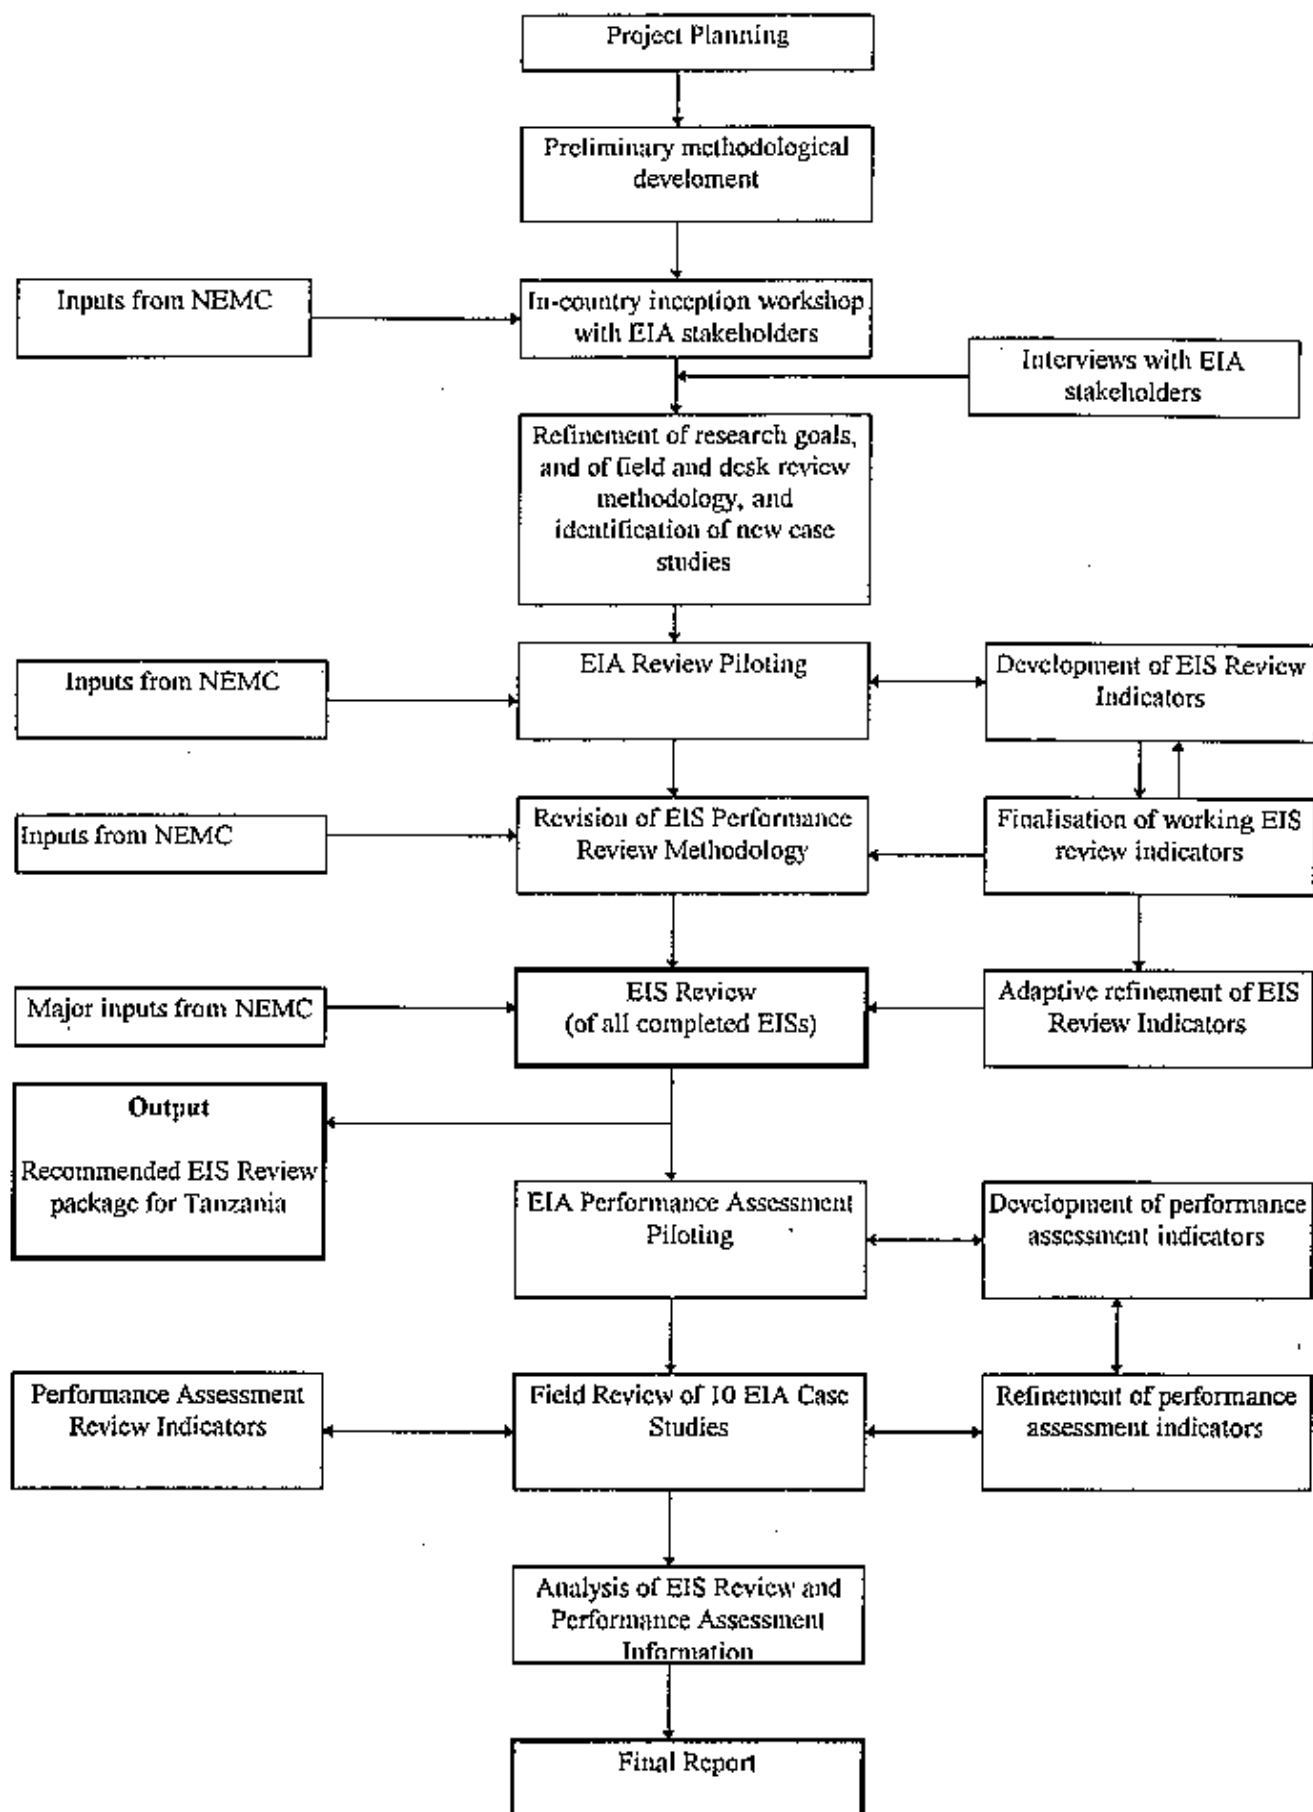 Project Planning
Preliminary methodological
develoment
Inputs from NEMC
In-country inception workshop
with EIA stakeholders
Interviews with EIA
stakeholders
Refinement of research goals,
and of field and desk review
methodology, and
identification of new case
studies
Inputs from NEMC
EIA Review Piloting
Development of EIS Review
Indicators
Inputs from NEMC
Revision of EIS Performance
Review Methodology
Finalisation of working EIS
review indicators
Major inputs from NEMC
EIS Review
(of all completed EISs)
Adaptive refinement of EIS
Review Indicators
Output
Recommended EIS Review
package for Tanzania
EIA Performance Assessment
Piloting
Development of performance
assessment indicators
Performance Assessment
Review Indicators
Field Review of 10 EIA Case
Studies
Refinement of performance
assessment indicators
Analysis of EIS Review and
Performance Assessment
Information
Final Report